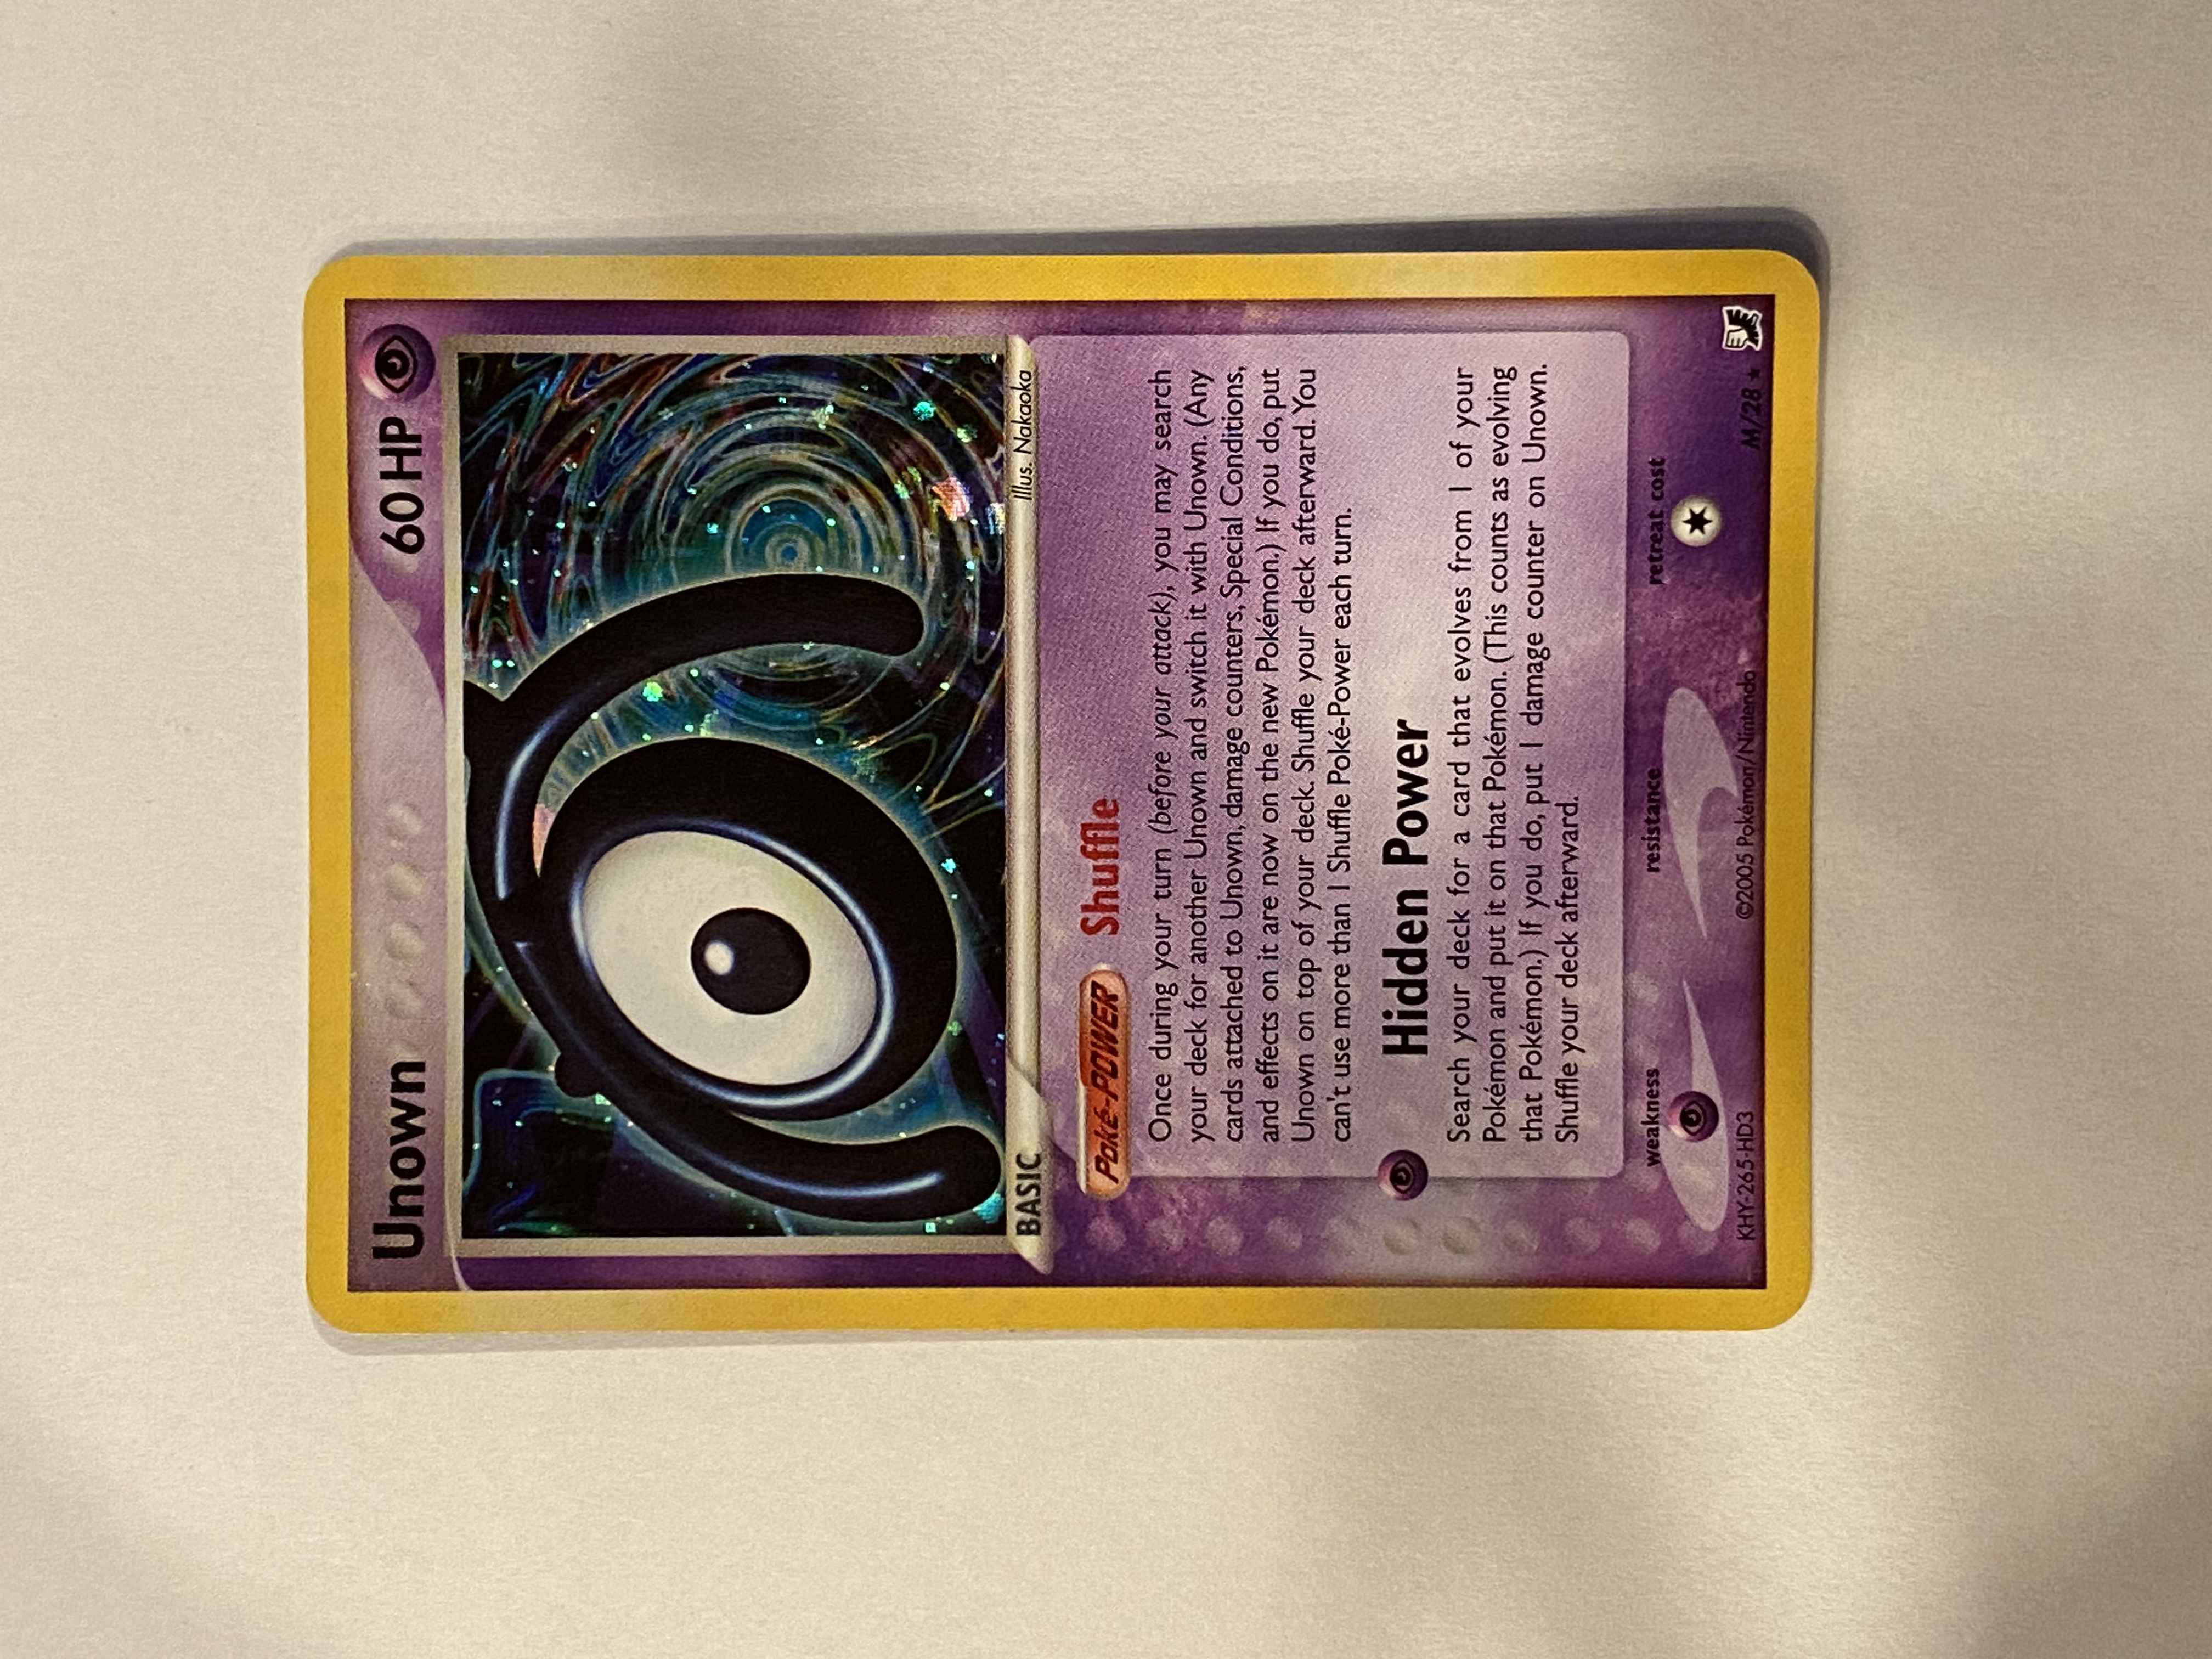 Unown
60 HP
BASIC
Illus. Nakaoka
Poké-POWER Shuffle
Once during your turn (before your attack), you may search
your deck for another Unown and switch it with Unown. (Any
cards attached to Unown, damage counters, Special Conditions,
and effects on it are now on the new Pokémon.) If you do, put
Unown on top of your deck. Shuffle your deck afterward. You
can't use more than 1 Shuffle Poké-Power each turn.
Hidden Power
Search your deck for a card that evolves from 1 of your
Pokémon and put it on that Pokémon. (This counts as evolving
that Pokémon.) If you do, put 1 damage counter on Unown.
Shuffle your deck afterward.
weakness resistance retreat cost
KHY-265-HD3 ©2005 Pokémon/Nintendo M/28 ★